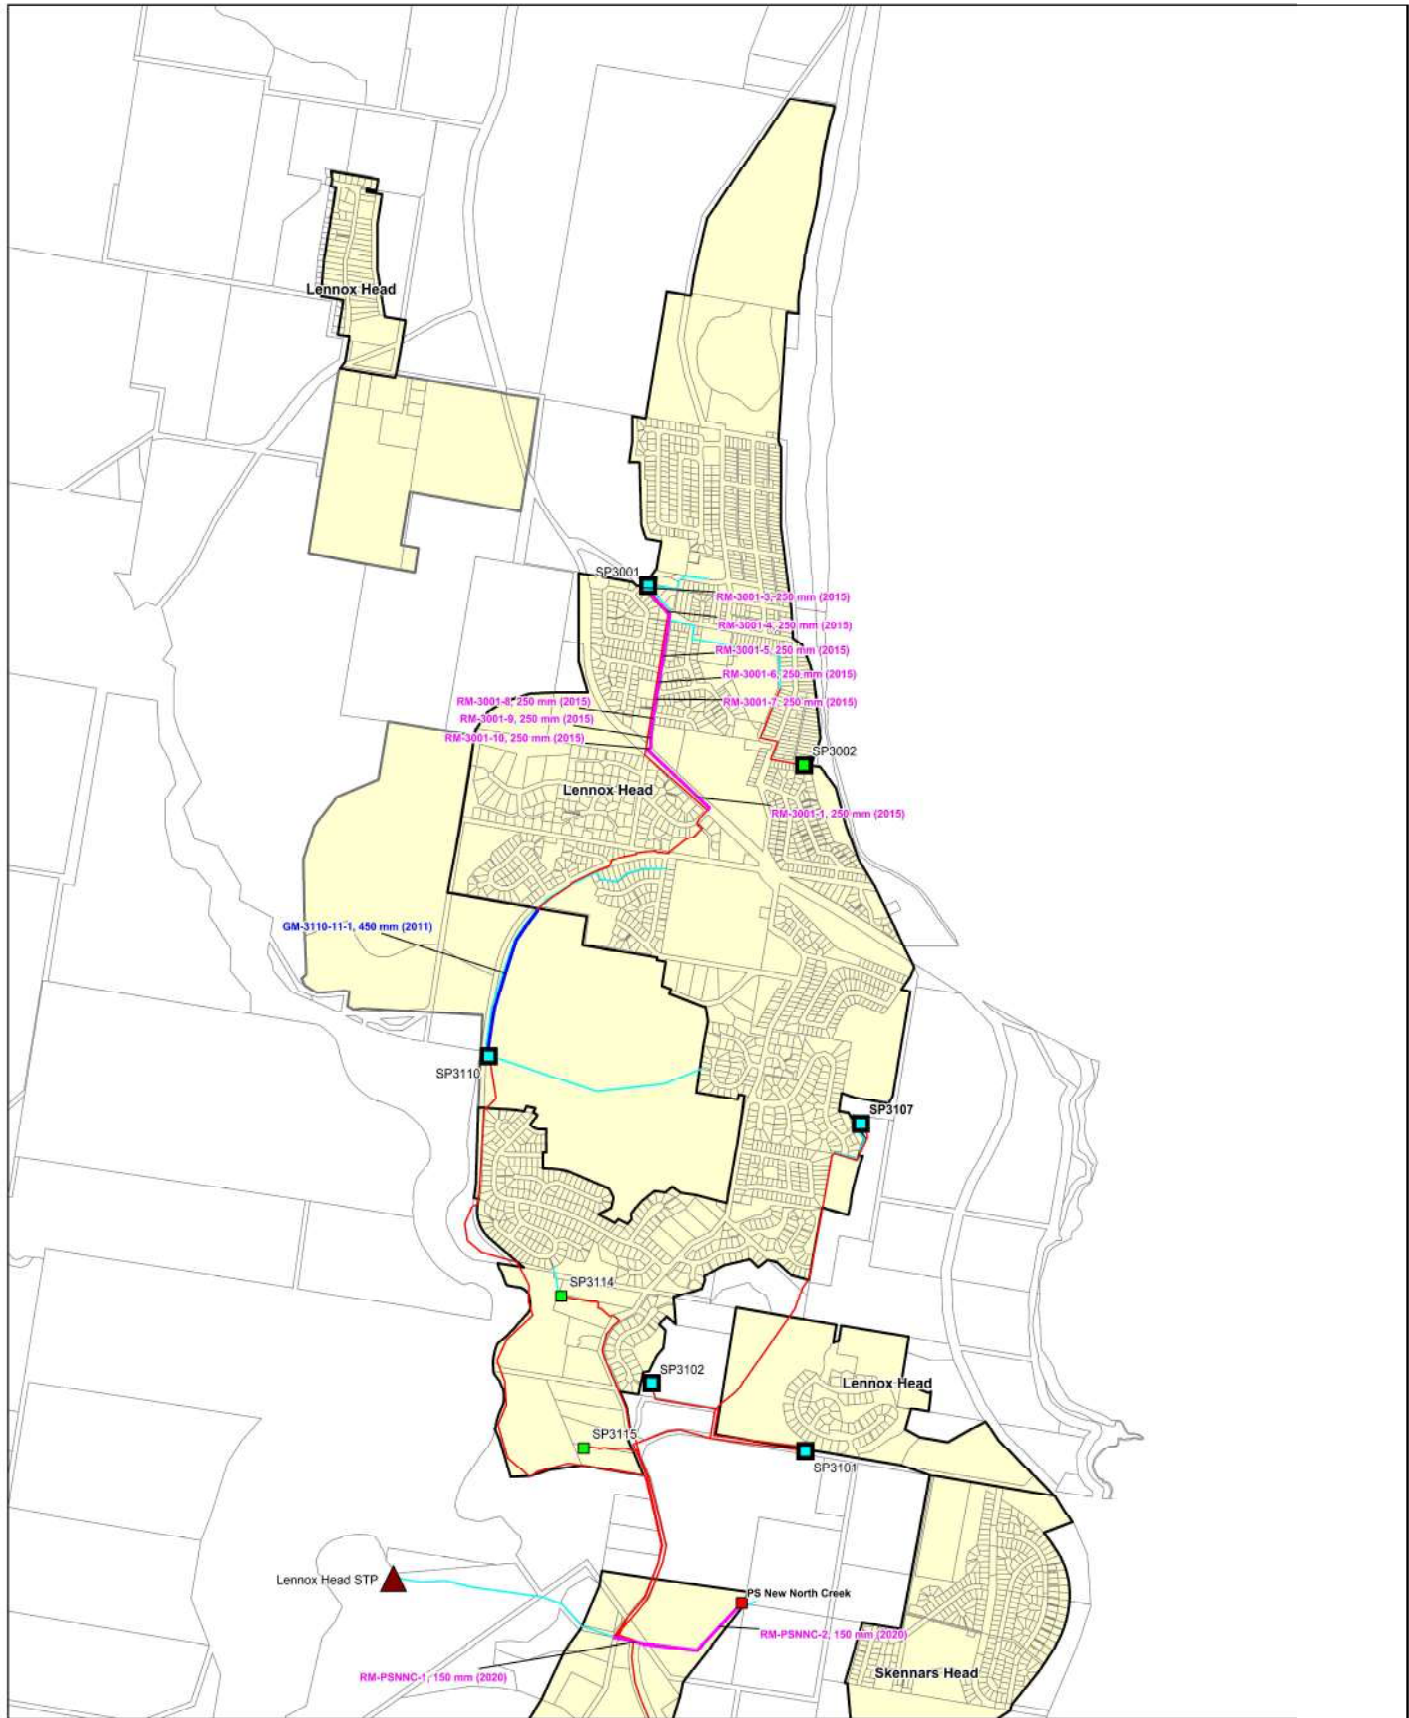 Lennox Head
SP3001
RM-3001-3, 250 mm (2015)
RM-3001-4, 250 mm (2015)
RM-3001-5, 250 mm (2015)
RM-3001-6, 250 mm (2015)
RM-3001-8, 250 mm (2015)
RM-3001-7, 250 mm (2015)
RM-3001-9, 250 mm (2015)
RM-3001-10, 250 mm (2015)
SP3002
Lennox Head
RM-3001-1, 250 mm (2015)
GM-3110-11-1, 450 mm (2011)
SP3110
SP3107
SP3114
SP3102
Lennox Head
SP3115
SP3101
Lennox Head STP
PS New North Creek
RM-PSNNC-2, 150 mm (2020)
RM-PSNNC-1, 150 mm (2020)
Skennars Head